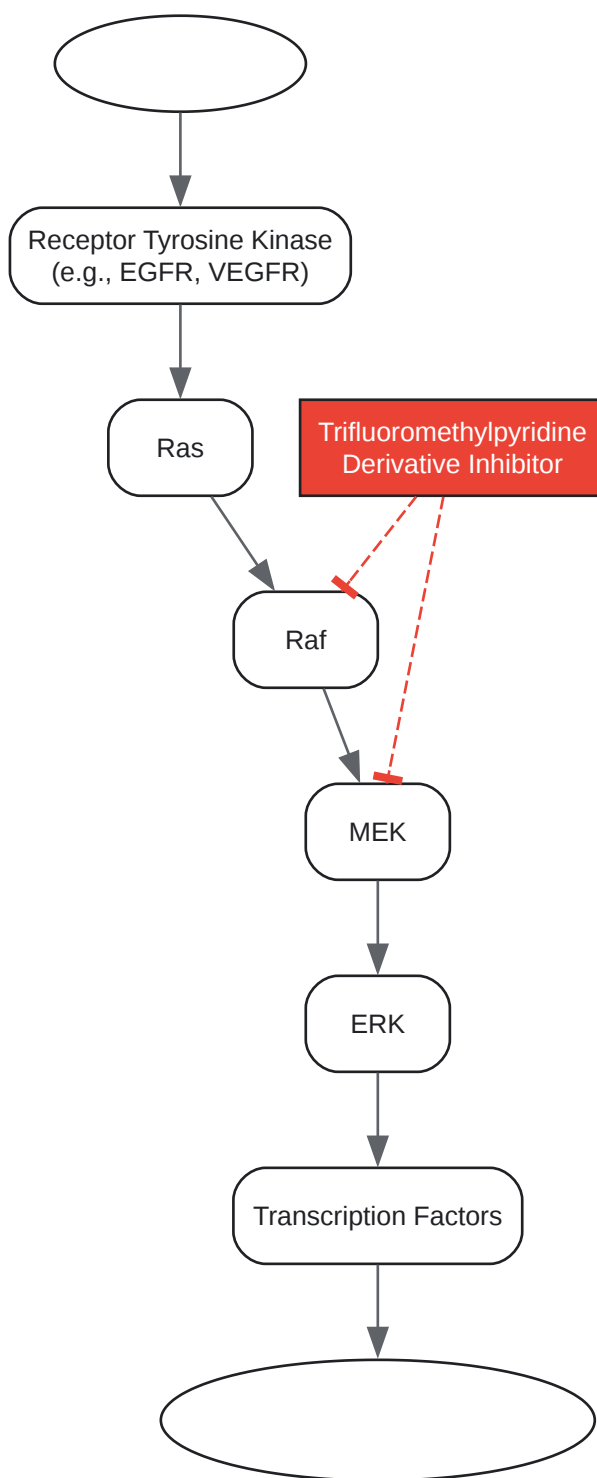 Receptor Tyrosine Kinase
(e.g., EGFR, VEGFR)
Ras
Trifluoromethylpyridine
Derivative Inhibitor
Raf
MEK
ERK
Transcription Factors